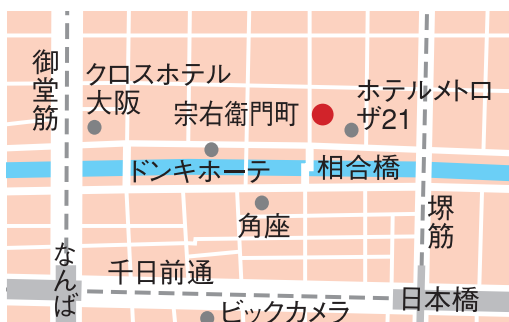 御堂筋
クロスホテル
大阪
宗右衛門町
ホテルメトロ
ザ21
ドンキホーテ
相合橋
角座
堺筋
なんば
千日前通
日本橋
ビックカメラ